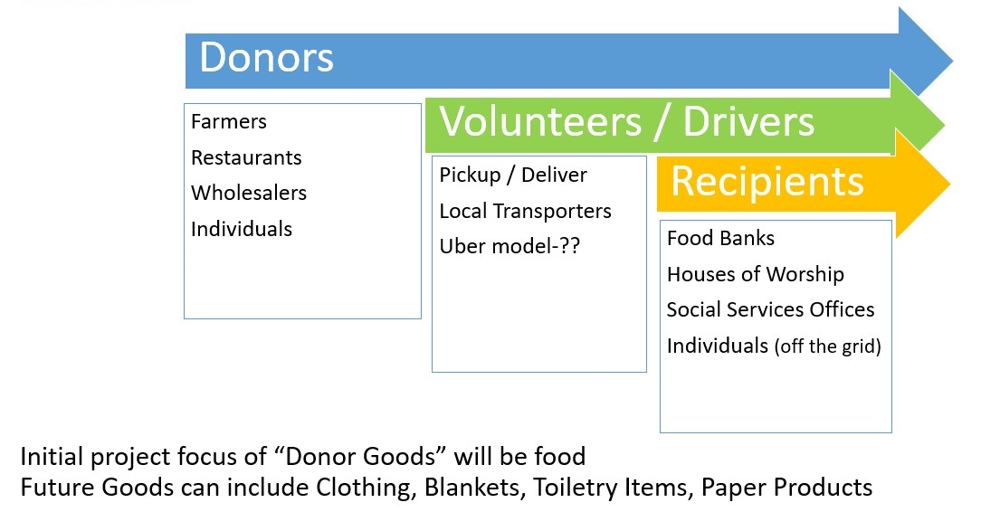 Donors
Farmers
Restaurants
Wholesalers
Individuals
Volunteers / Drivers
Pickup / Deliver
Local Transporters
Uber model-??
Recipients
Food Banks
Houses of Worship
Social Services Offices
Individuals (off the grid)
Initial project focus of “Donor Goods” will be food
Future Goods can include Clothing, Blankets, Toiletry Items, Paper Products